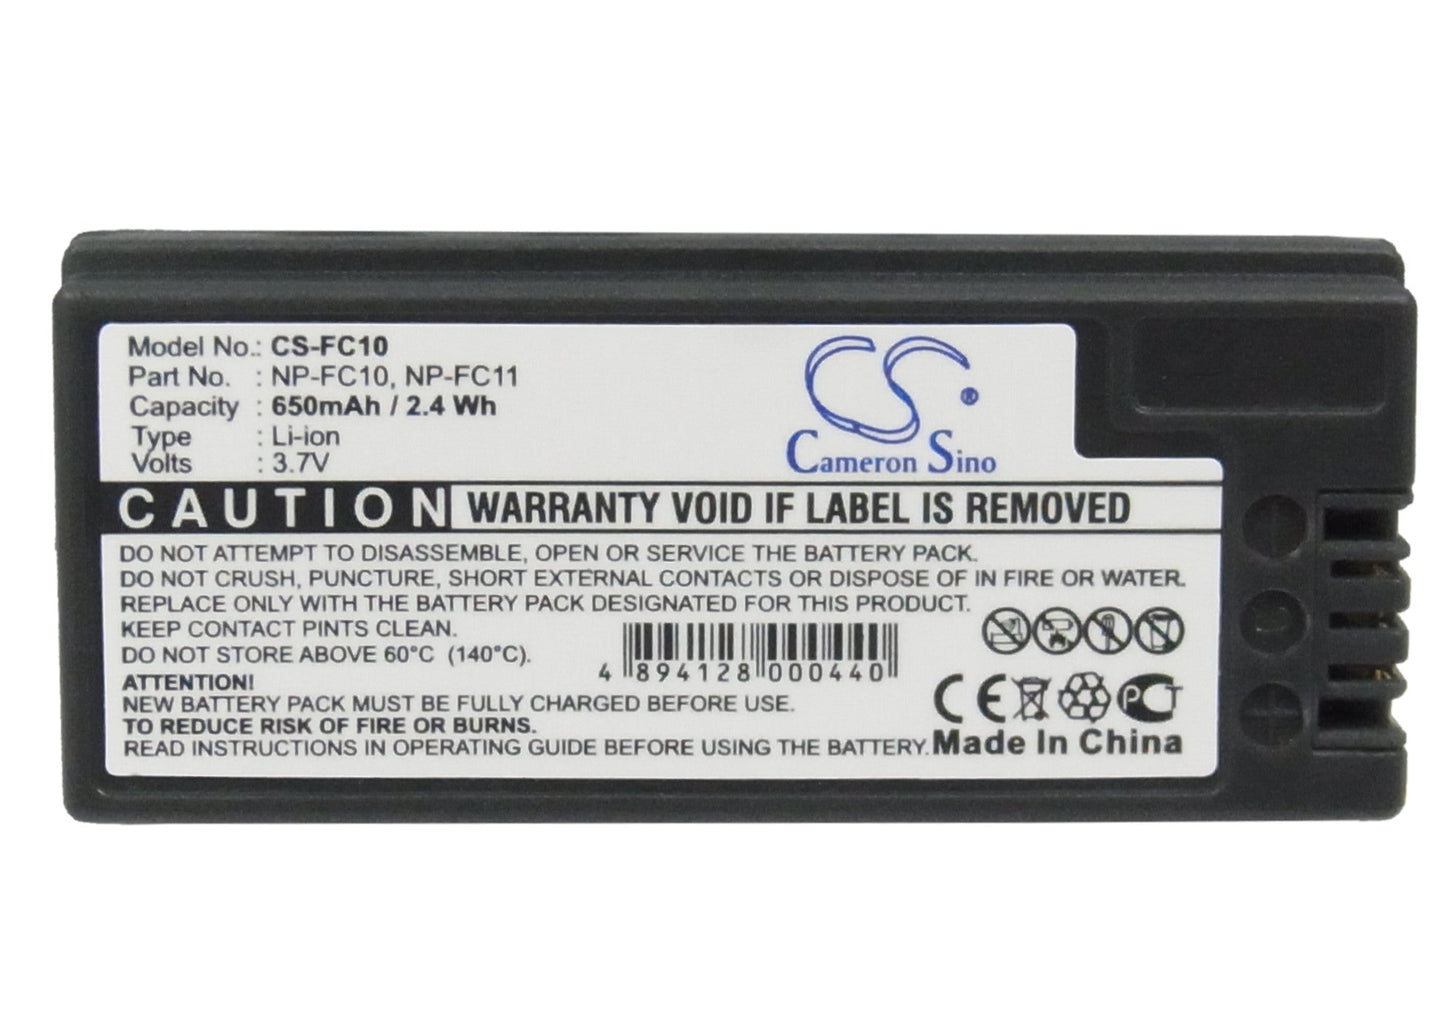 Model No.: CS-FC10
Part No. : NP-FC10, NP-FC11
Capacity : 650mAh / 2.4 Wh
Type : Li-ion
Volts : 3.7V
CS®
Cameron Sino
CAUTION WARRANTY VOID IF LABEL IS REMOVED
DO NOT ATTEMPT TO DISASSEMBLE, OPEN OR SERVICE THE BATTERY PACK.
DO NOT CRUSH, PUNCTURE, SHORT EXTERNAL CONTACTS OR DISPOSE OF IN FIRE OR WATER.
REPLACE ONLY WITH THE BATTERY PACK DESIGNATED FOR THIS PRODUCT.
KEEP CONTACT PINTS CLEAN.
DO NOT STORE ABOVE 60°C (140°C).
4 894128 000440
ATTENTION!
NEW BATTERY PACK MUST BE FULLY CHARGED BEFORE USE.
TO REDUCE RISK OF FIRE OR BURNS.
READ INSTRUCTIONS IN OPERATING GUIDE BEFORE USING THE BATTERY.
CE PCT
Made In China
+
-